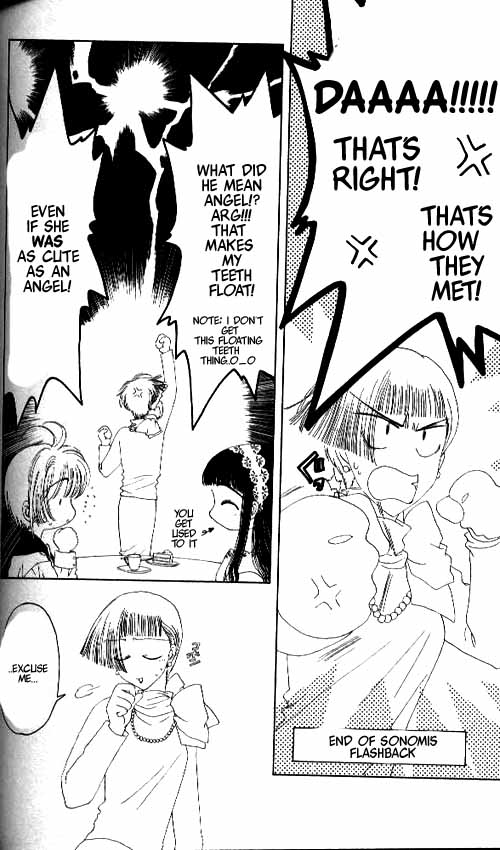 DAAAA!!!!!
THAT'S
RIGHT!
THATS
HOW
THEY
MET!
END OF SONOMIS
FLASHBACK
WHAT DID
HE MEAN
ANGEL!?
ARG!!!
THAT
MAKES
MY
TEETH
FLOAT!
NOTE: I DON'T
GET
THIS FLOATING
TEETH
THING.O_O
EVEN
IF SHE
WAS
AS CUTE
AS AN
ANGEL!
YOU
GET
USED TO
IT
..EXCUSE
ME...